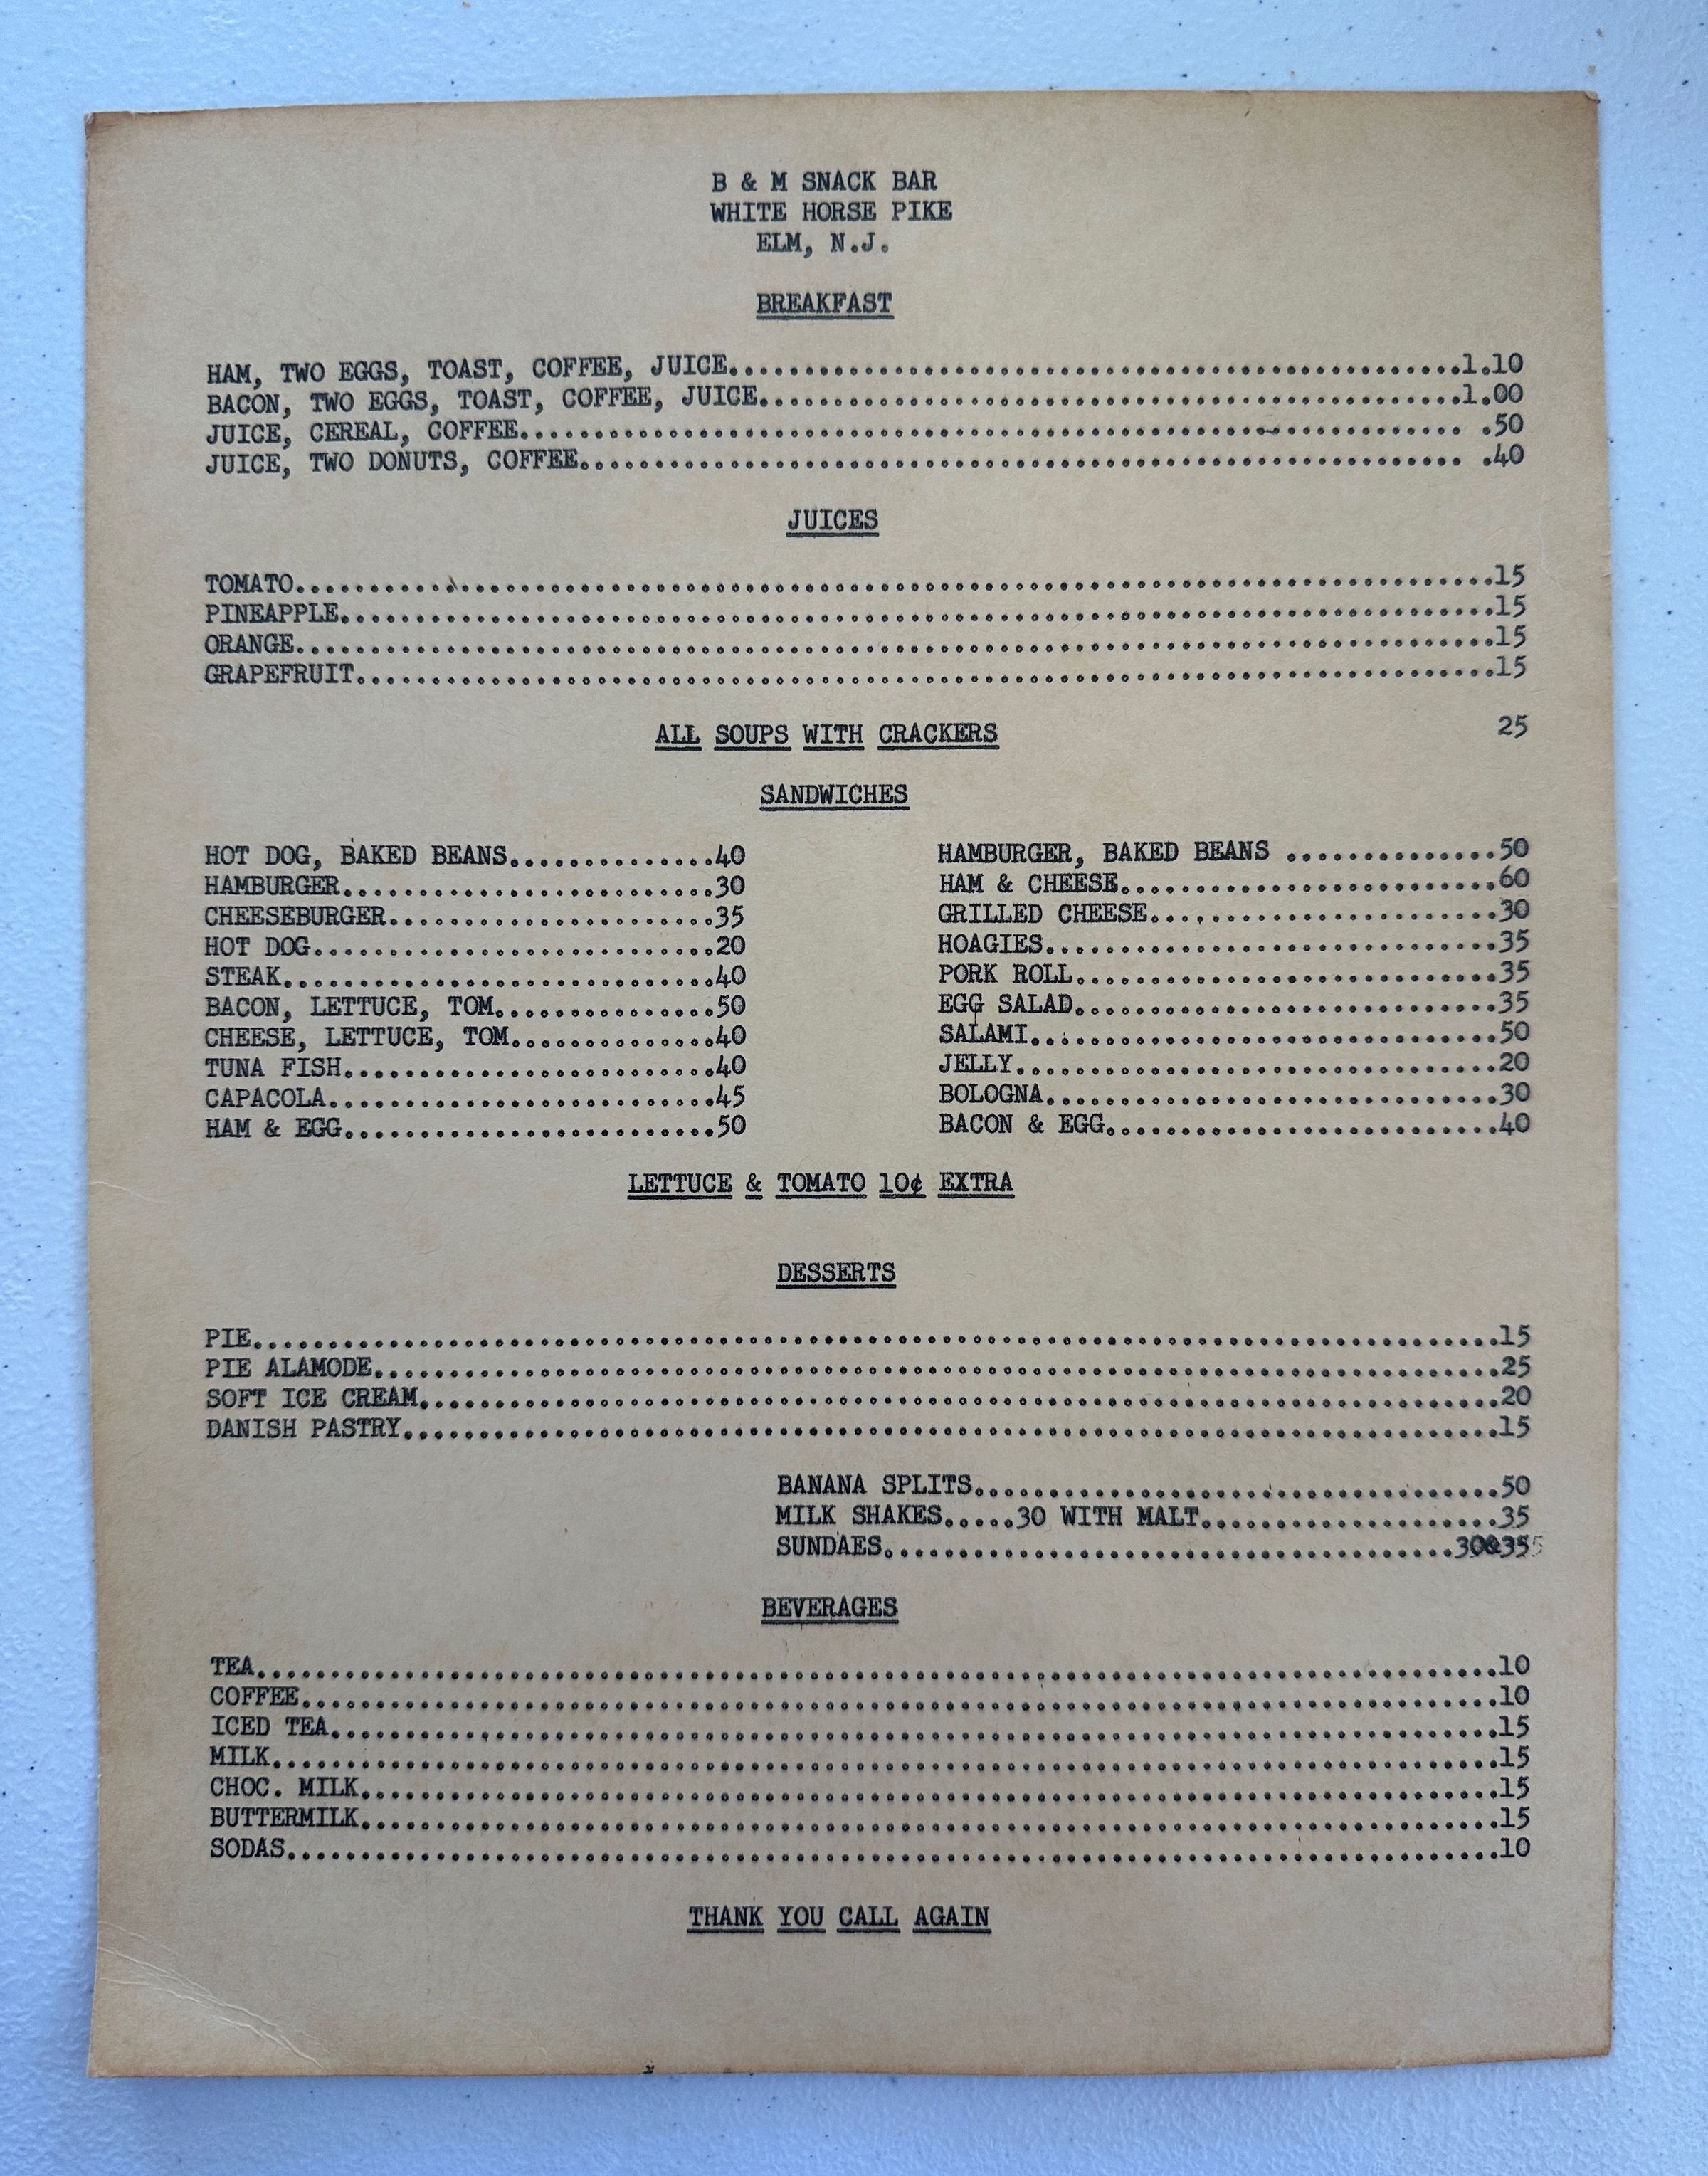 B & M SNACK BAR
WHITE HORSE PIKE
ELM, N.J.
BREAKFAST
HAM, TWO EGGS, TOAST, COFFEE, JUICE.................................................1.10
BACON, TWO EGGS, TOAST, COFFEE, JUICE...............................................1.00
JUICE, CEREAL, COFFEE............................................................... .50
JUICE, TWO DONUTS, COFFEE........................................................... .40
JUICES
TOMATO................................................................................15
PINEAPPLE.............................................................................15
ORANGE................................................................................15
GRAPEFRUIT............................................................................15
ALL SOUPS WITH CRACKERS 25
SANDWICHES
HOT DOG, BAKED BEANS..............40
HAMBURGER.........................30
CHEESEBURGER......................35
HOT DOG...........................20
STEAK.............................40
BACON, LETTUCE, TOM...............50
CHEESE, LETTUCE, TOM..............40
TUNA FISH.........................40
CAPACOLA..........................45
HAM & EGG.........................50
HAMBURGER, BAKED BEANS ..............50
HAM & CHEESE.........................60
GRILLED CHEESE.......................30
HOAGIES..............................35
PORK ROLL............................35
EGG SALAD............................35
SALAMI...............................50
JELLY................................20
BOLOGNA..............................30
BACON & EGG..........................40
LETTUCE & TOMATO 10¢ EXTRA
DESSERTS
PIE...................................................................................15
PIE ALAMODE...........................................................................25
SOFT ICE CREAM........................................................................20
DANISH PASTRY.........................................................................15
BANANA SPLITS...................................50
MILK SHAKES.....30 WITH MALT....................35
SUNDAES......................................30&35
BEVERAGES
TEA...................................................................................10
COFFEE................................................................................10
ICED TEA..............................................................................15
MILK..................................................................................15
CHOC. MILK............................................................................15
BUTTERMILK............................................................................15
SODAS.................................................................................10
THANK YOU CALL AGAIN